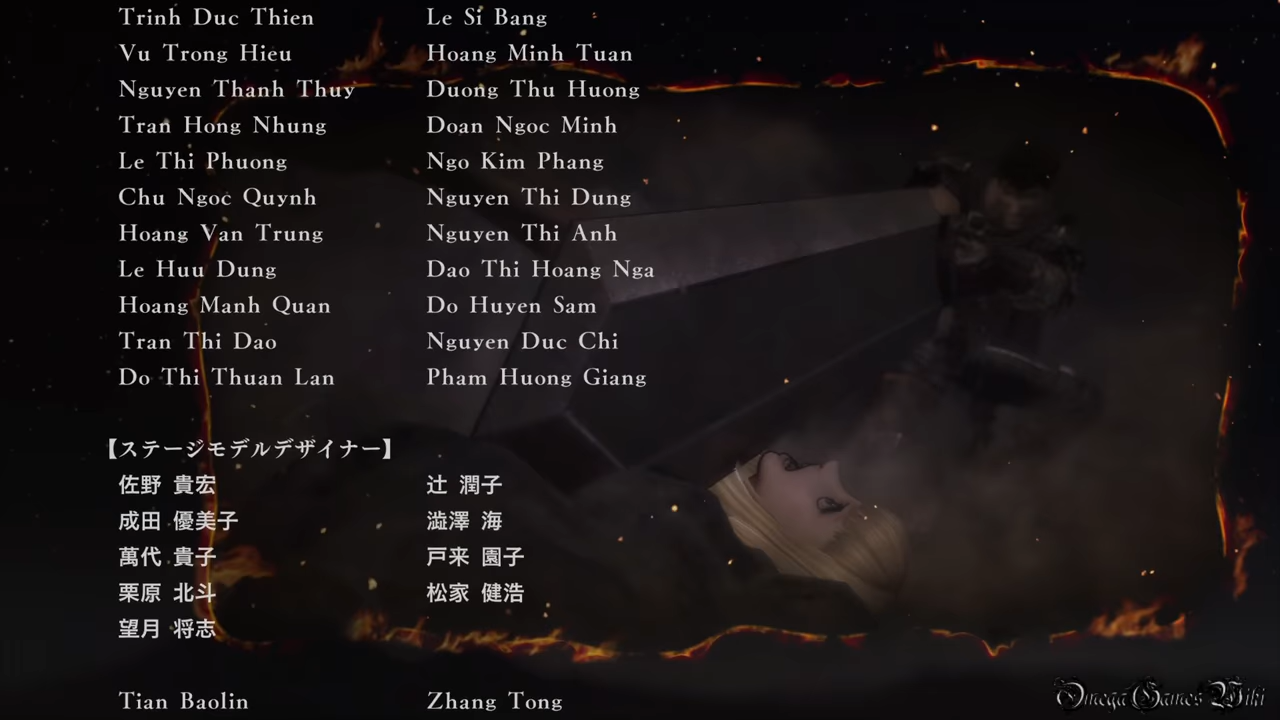 Trinh Duc Thien Le Si Bang
Vu Trong Hieu Hoang Minh Tuan
Nguyen Thanh Thuy Duong Thu Huong
Tran Hong Nhung Doan Ngoc Minh
Le Thi Phuong Ngo Kim Phang
Chu Ngoc Quynh Nguyen Thi Dung
Hoang Van Trung Nguyen Thi Anh
Le Huu Dung Dao Thi Hoang Nga
Hoang Manh Quan Do Huyen Sam
Tran Thi Dao Nguyen Duc Chi
Do Thi Thuan Lan Pham Huong Giang
【ステージモデルデザイナー】
佐野 貴宏 辻 潤子
成田 優美子 澁澤 海
萬代 貴子 戸来 園子
栗原 北斗 松家 健浩
望月 将志
Tian Baolin Zhang Tong
Omega Games Wiki